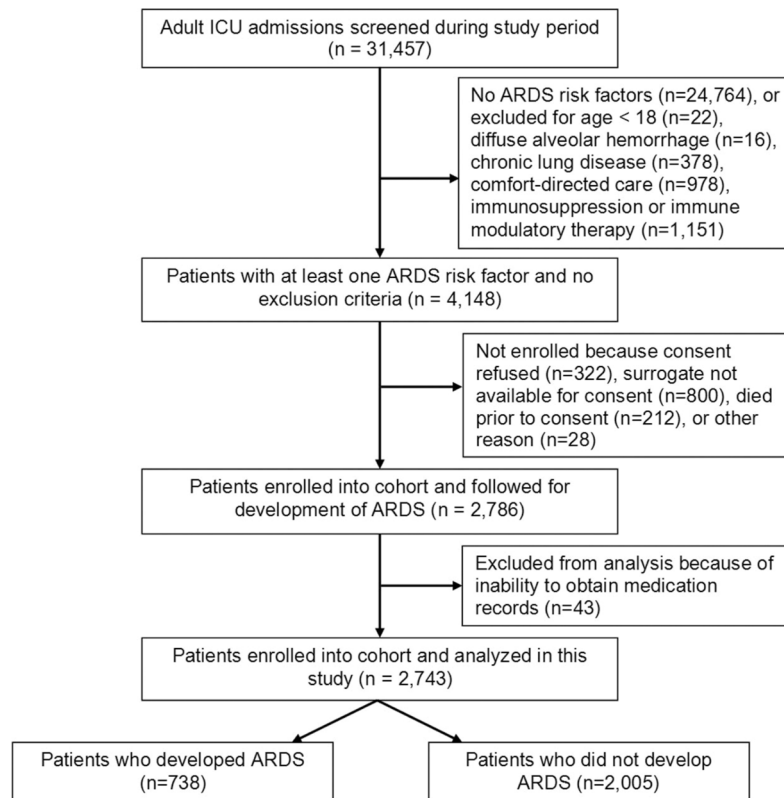 Adult ICU admissions screened during study period
(n = 31,457)
No ARDS risk factors (n=24,764), or
excluded for age < 18 (n=22),
diffuse alveolar hemorrhage (n=16),
chronic lung disease (n=378),
comfort-directed care (n=978),
immunosuppression or immune
modulatory therapy (n=1,151)
Patients with at least one ARDS risk factor and no
exclusion criteria (n = 4,148)
Not enrolled because consent
refused (n=322), surrogate not
available for consent (n=800), died
prior to consent (n=212), or other
reason (n=28)
Patients enrolled into cohort and followed for
development of ARDS (n = 2,786)
Excluded from analysis because of
inability to obtain medication
records (n=43)
Patients enrolled into cohort and analyzed in this
study (n = 2,743)
Patients who developed ARDS
(n=738)
Patients who did not develop
ARDS (n=2,005)